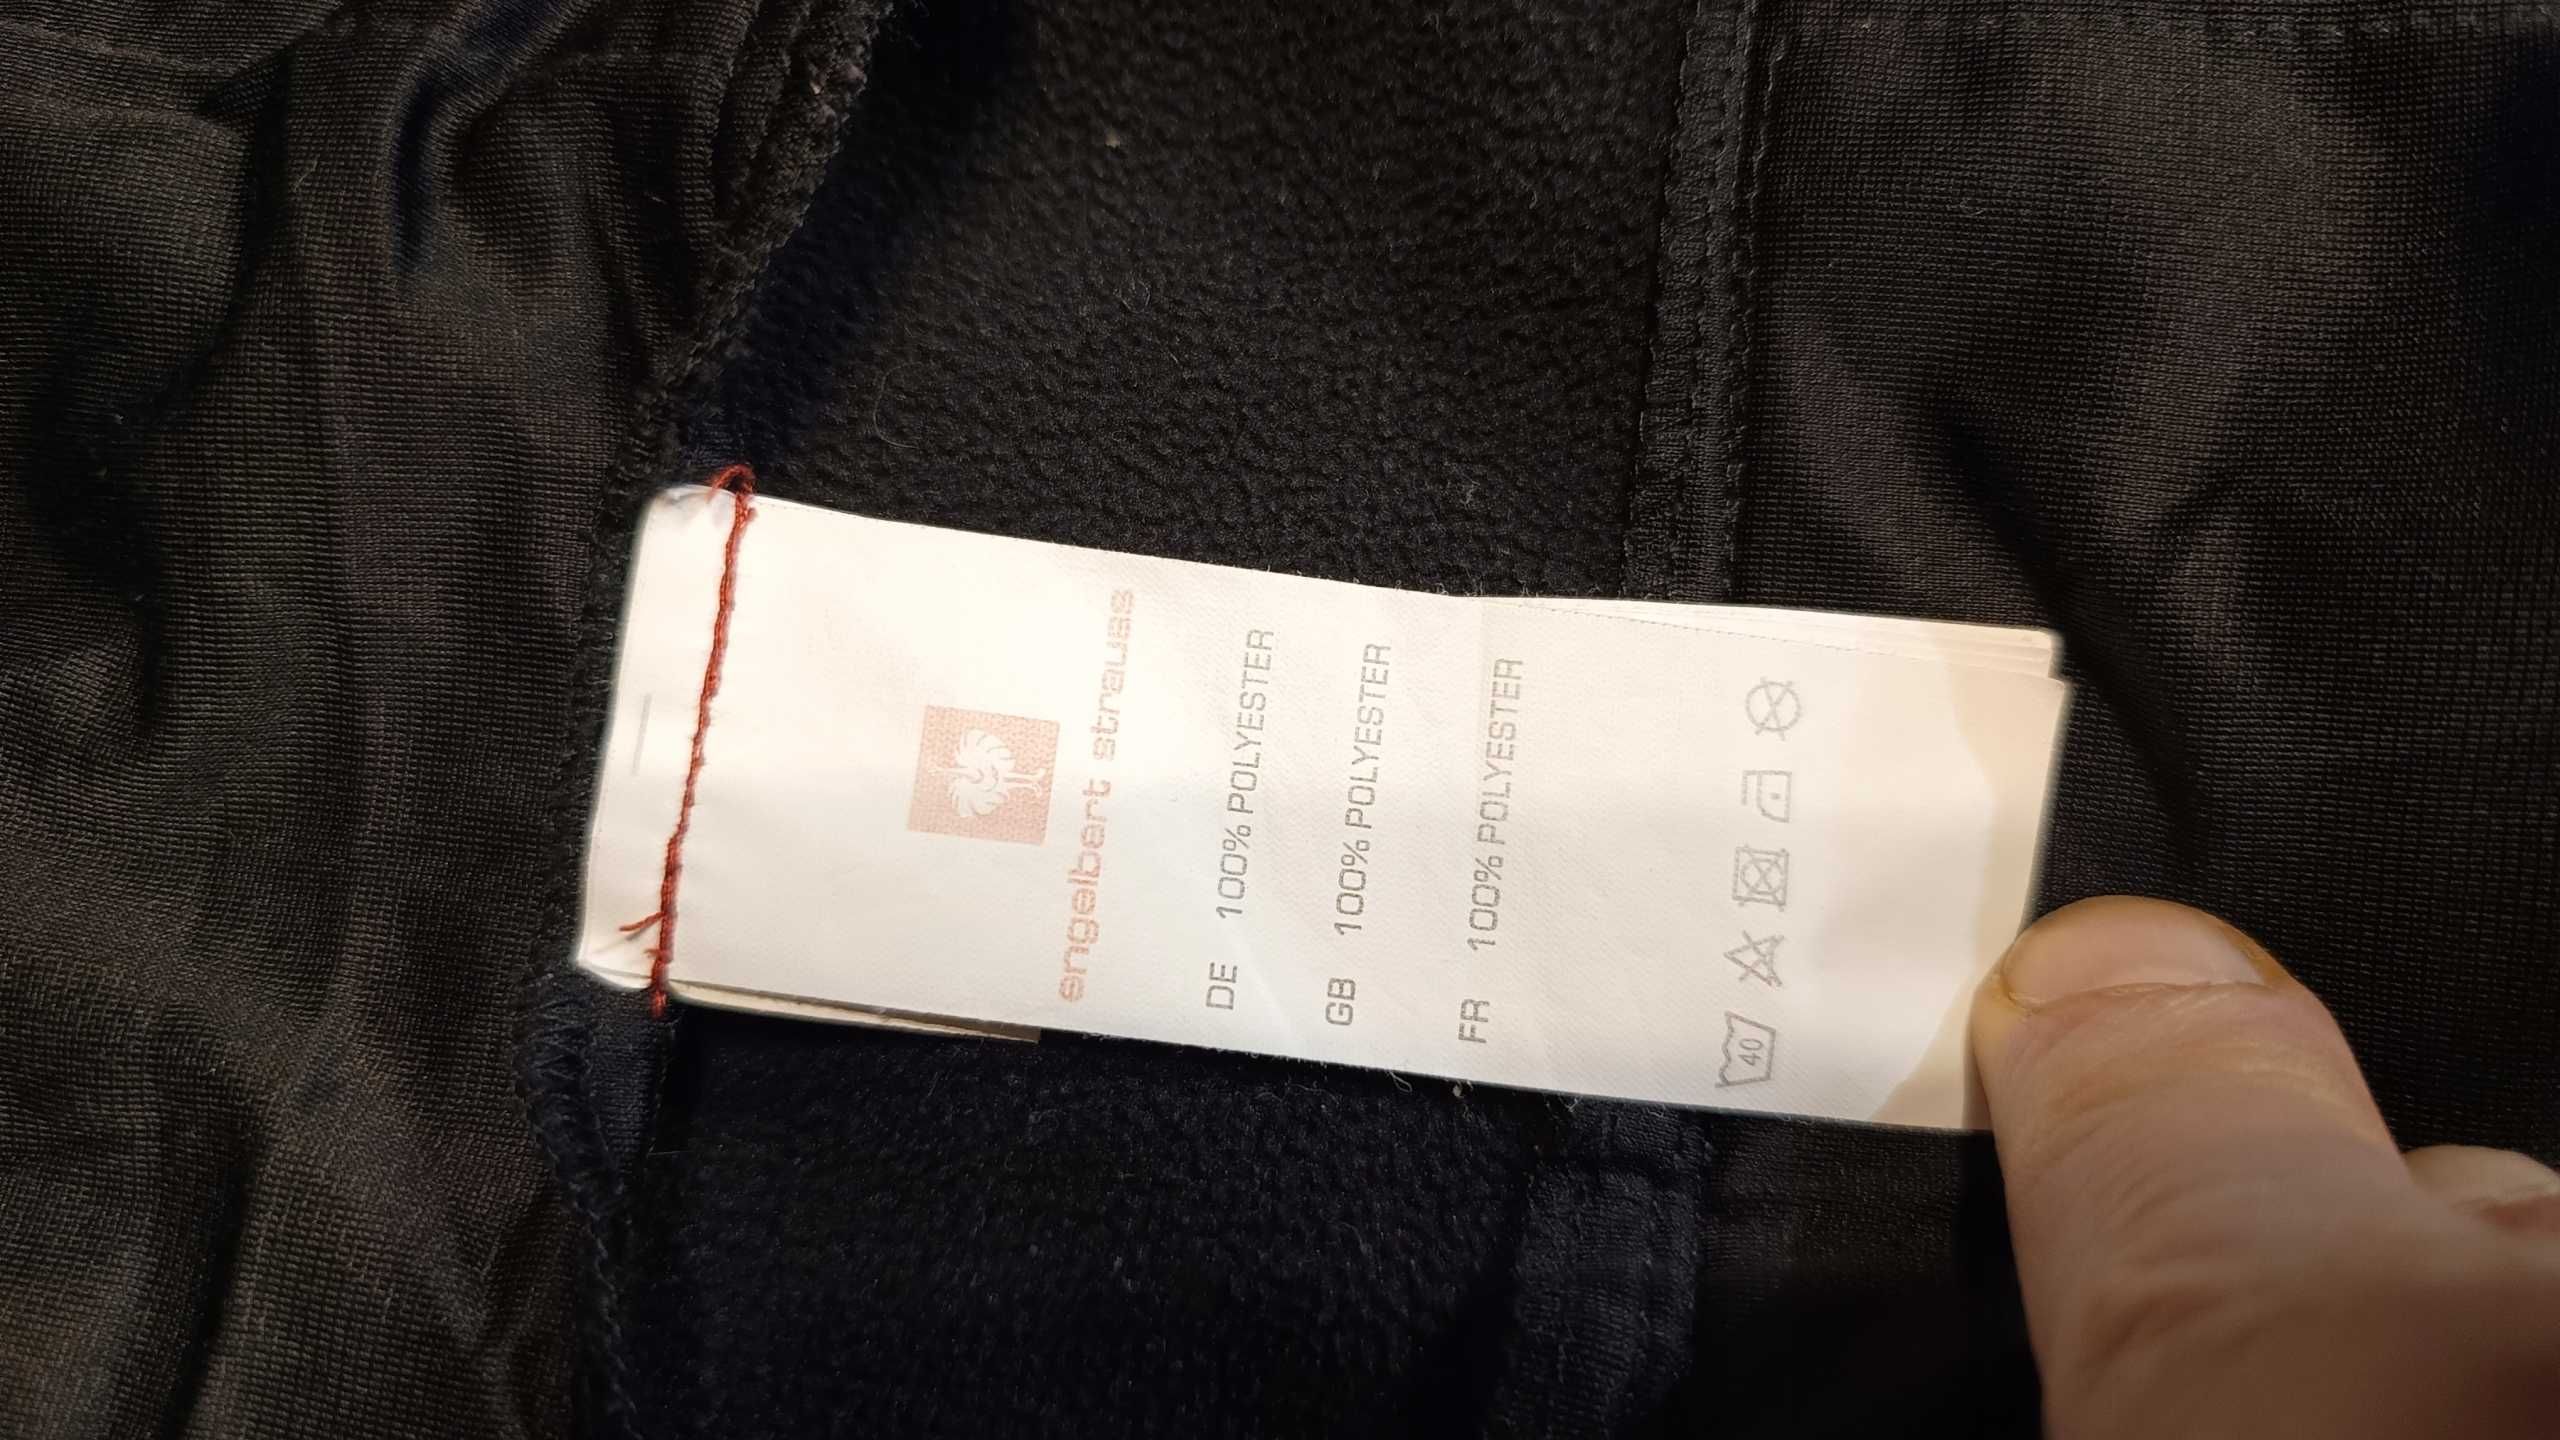 engelbert strauss
DE 100% POLYESTER
GB 100% POLYESTER
FR 100% POLYESTER
40